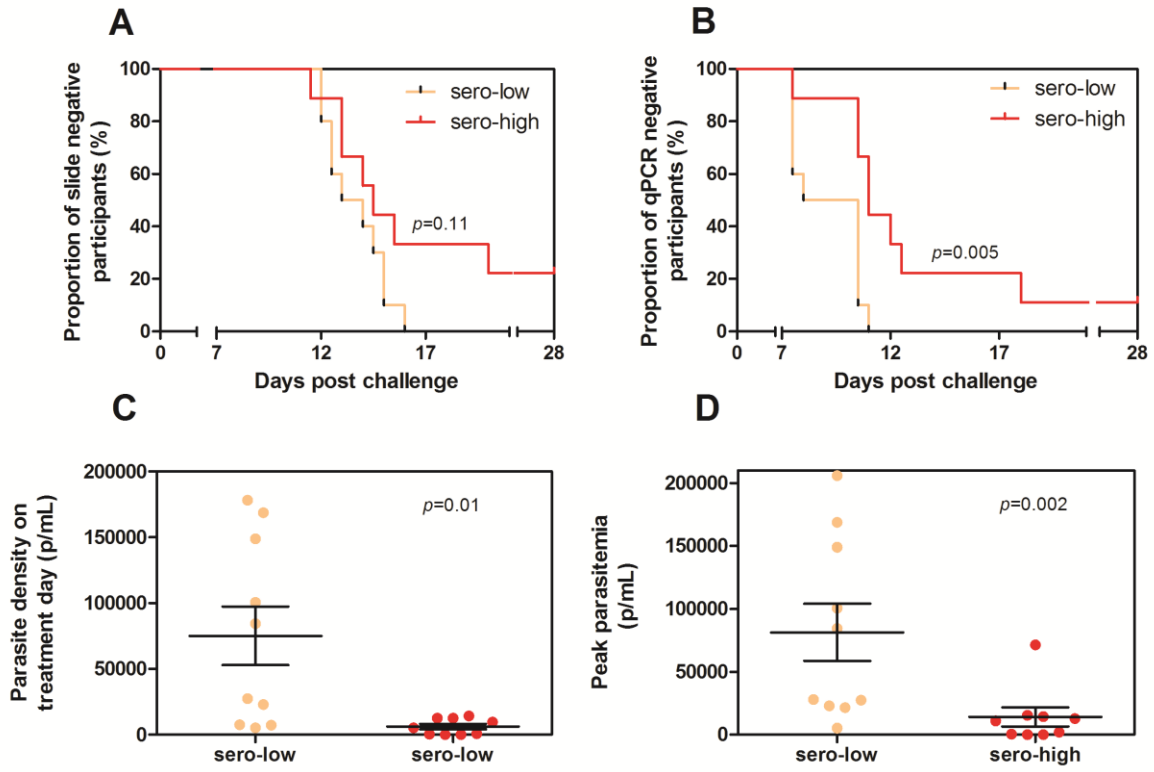 A
Proportion of slide negative
participants (%)
100
80
60
40
20
0
sero-low
sero-high
p=0.11
0
7
12
17
28
Days post challenge
B
Proportion of qPCR negative
participants (%)
100
80
60
40
20
0
sero-low
sero-high
p=0.005
0
7
12
17
28
Days post challenge
C
Parasite density on
treatment day (p/mL)
200000
150000
100000
50000
0
p=0.01
sero-low
sero-low
D
Peak parasitemia
(p/mL)
200000
150000
100000
50000
0
p=0.002
sero-low
sero-high